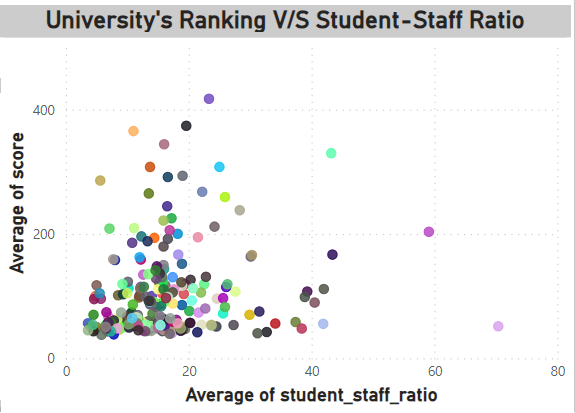 University's Ranking V/S Student-Staff Ratio
Average of score
400
200
0
0 20 40 60 80
Average of student_staff_ratio